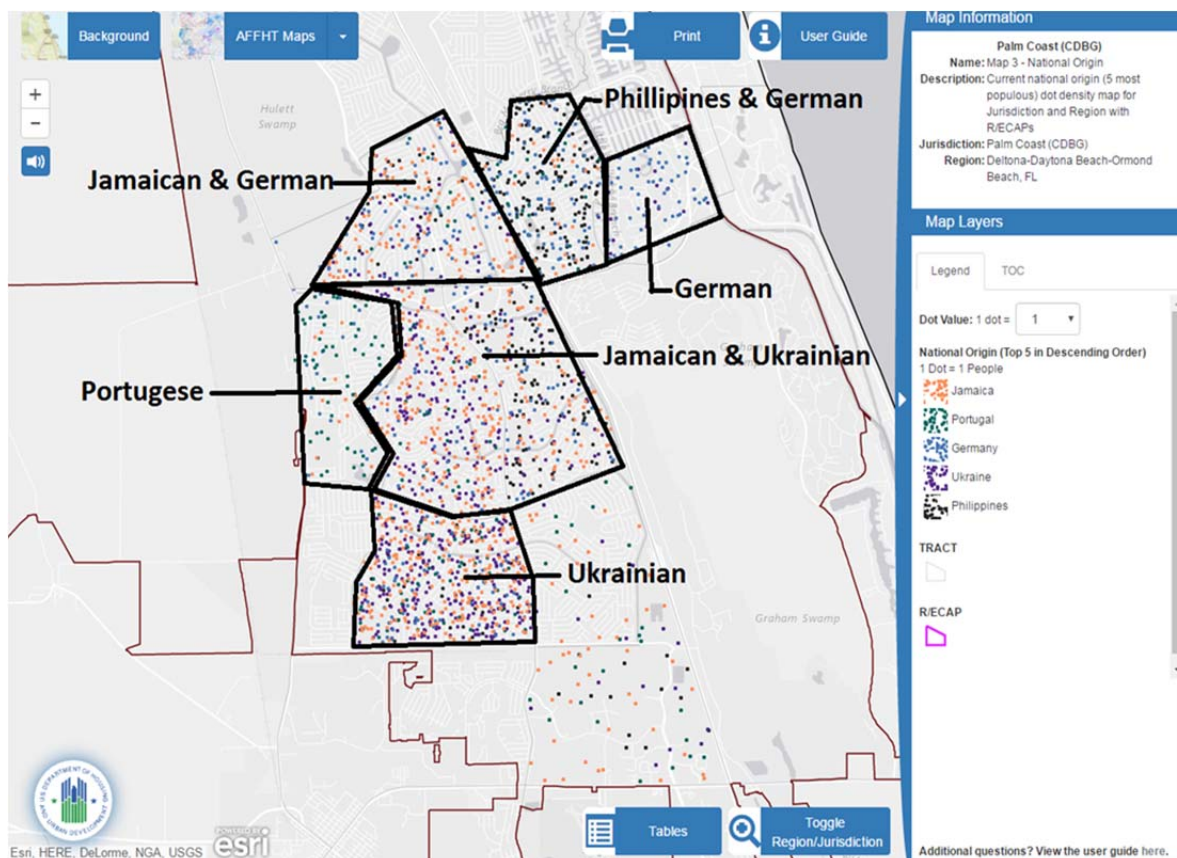 Background
AFFHT Maps
Print
User Guide
+
−
Hulett
Swamp
Phillipines & German
Jamaican & German
German
Jamaican & Ukrainian
Portugese
Ukrainian
Graham Swamp
Tables
Toggle
Region/Jurisdiction
POWERED BY
esri
Esri, HERE, DeLorme, NGA, USGS
Map Information
Palm Coast (CDBG)
Name: Map 3 - National Origin
Description: Current national origin (5 most
populous) dot density map for
Jurisdiction and Region with
R/ECAPs
Jurisdiction: Palm Coast (CDBG)
Region: Deltona-Daytona Beach-Ormond
Beach, FL
Map Layers
Legend
TOC
Dot Value: 1 dot = 1
National Origin (Top 5 in Descending Order)
1 Dot = 1 People
Jamaica
Portugal
Germany
Ukraine
Philippines
TRACT
R/ECAP
Additional questions? View the user guide here.